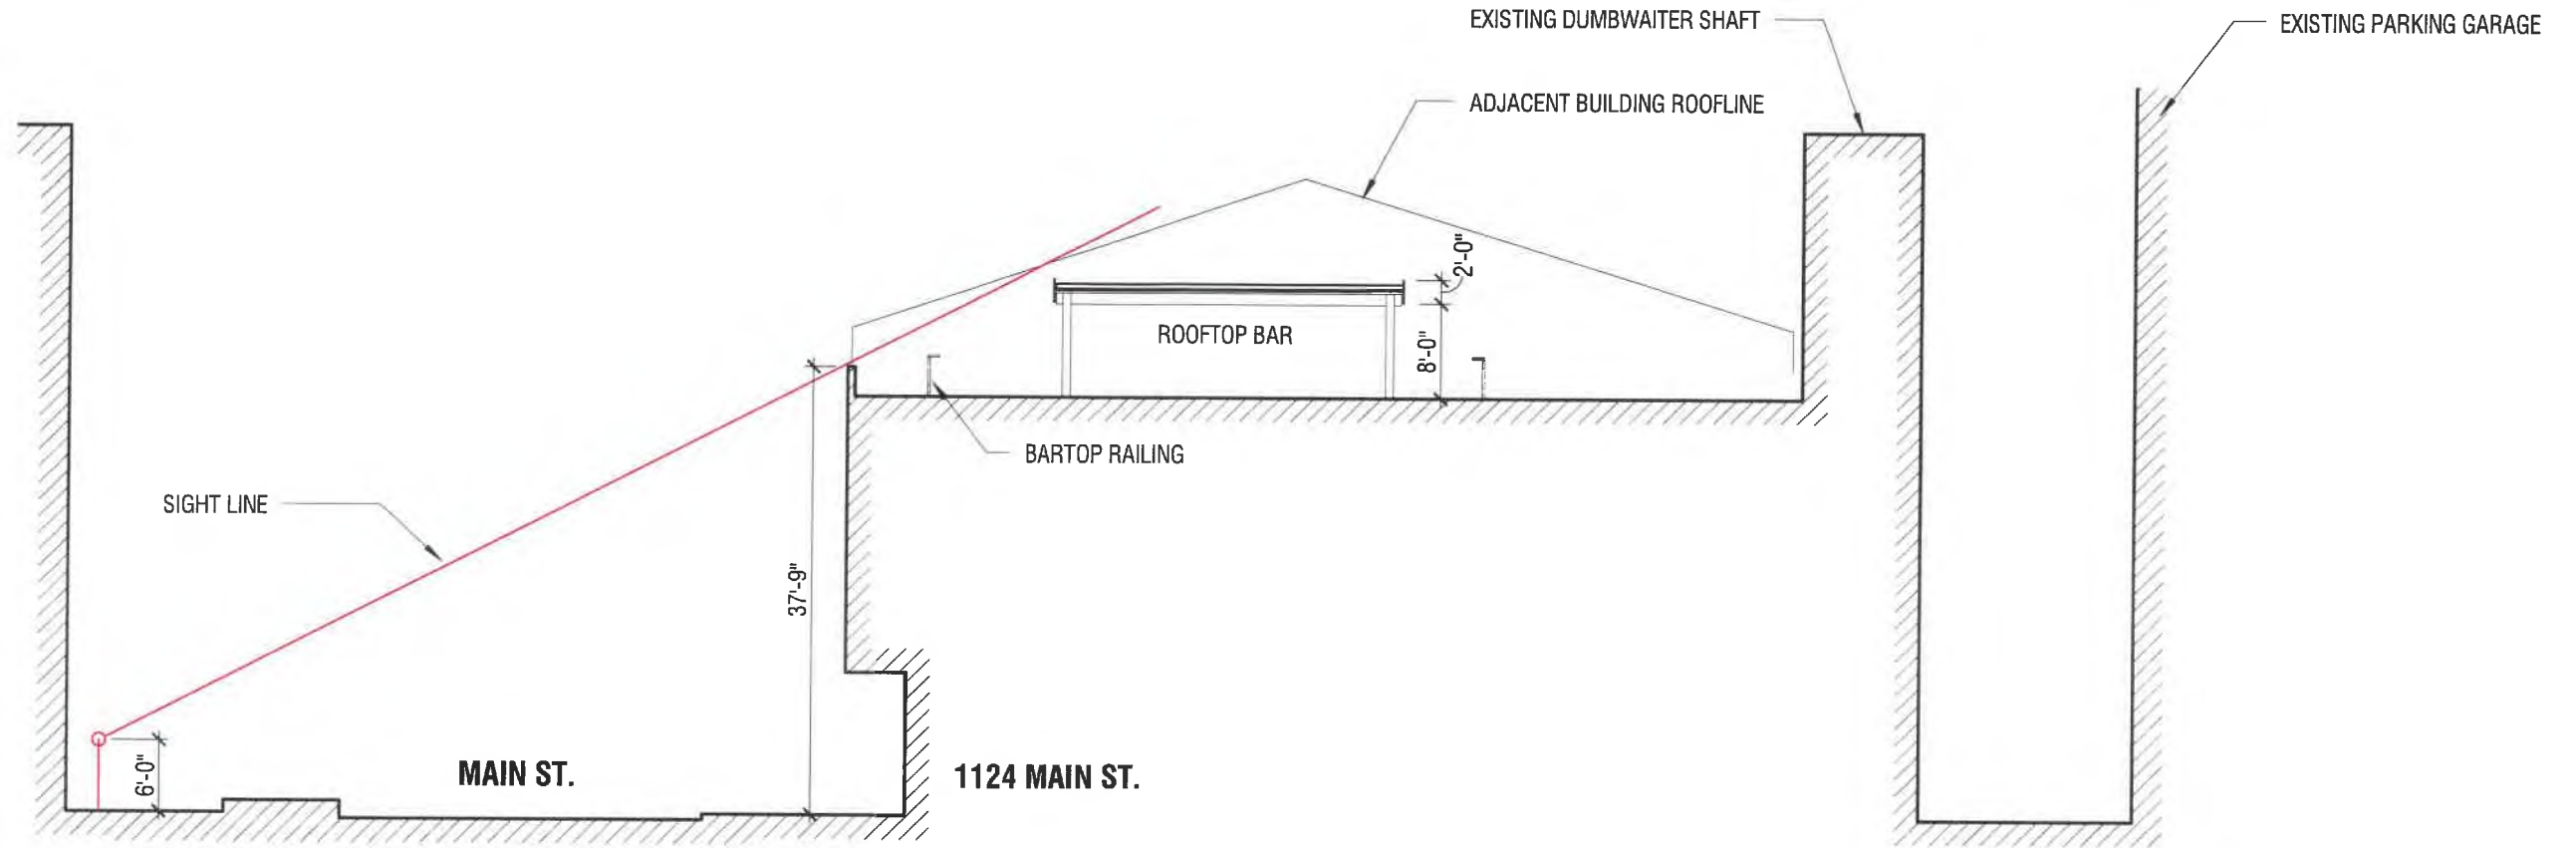 EXISTING DUMBWAITER SHAFT
EXISTING PARKING GARAGE
ADJACENT BUILDING ROOFLINE
2'-0"
ROOFTOP BAR
8'-0"
BARTOP RAILING
SIGHT LINE
37'-9"
6'-0"
MAIN ST.
1124 MAIN ST.